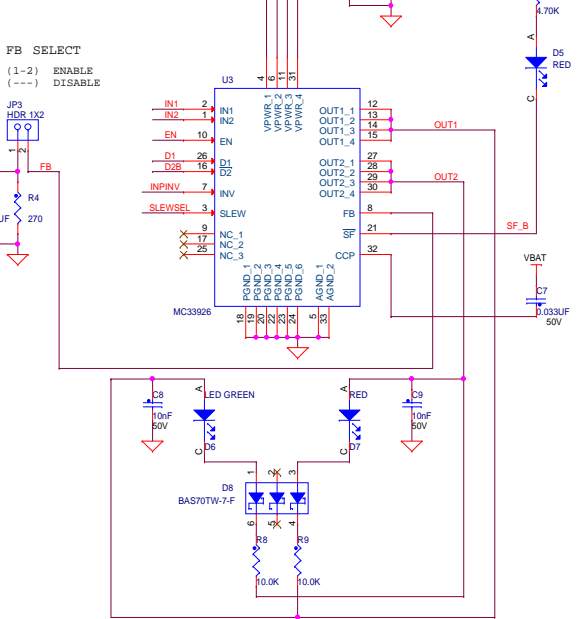 4.70K
FB SELECT
(1-2) ENABLE
(---) DISABLE
D5
RED
A
C
JP3
HDR 1X2
1
2
FB
R4
270
UF
U3
4
6
11
31
VPWR_1
VPWR_2
VPWR_3
VPWR_4
IN1 2 IN1
IN2 1 IN2
EN 10 EN
D1 26 D1
D2B 16 D2
INPINV 7 INV
SLEWSEL 3 SLEW
9 NC_1
17 NC_2
25 NC_3
OUT1_1 12
OUT1_2 13
OUT1_3 14 OUT1
OUT1_4 15
OUT2_1 27
OUT2_2 28
OUT2_3 29 OUT2
OUT2_4 30
FB 8
SF 21 SF_B
CCP 32
PGND_1
PGND_2
PGND_3
PGND_4
PGND_5
PGND_6
AGND_1
AGND_2
MC33926
18
19
20
22
23
24
5
33
VBAT
C7
0.033UF
50V
C8
10nF
50V
A
LED GREEN
C
D6
A
RED
C
D7
C9
10nF
50V
1
2
3
D8
BAS70TW-7-F
6
5
4
R8
10.0K
R9
10.0K